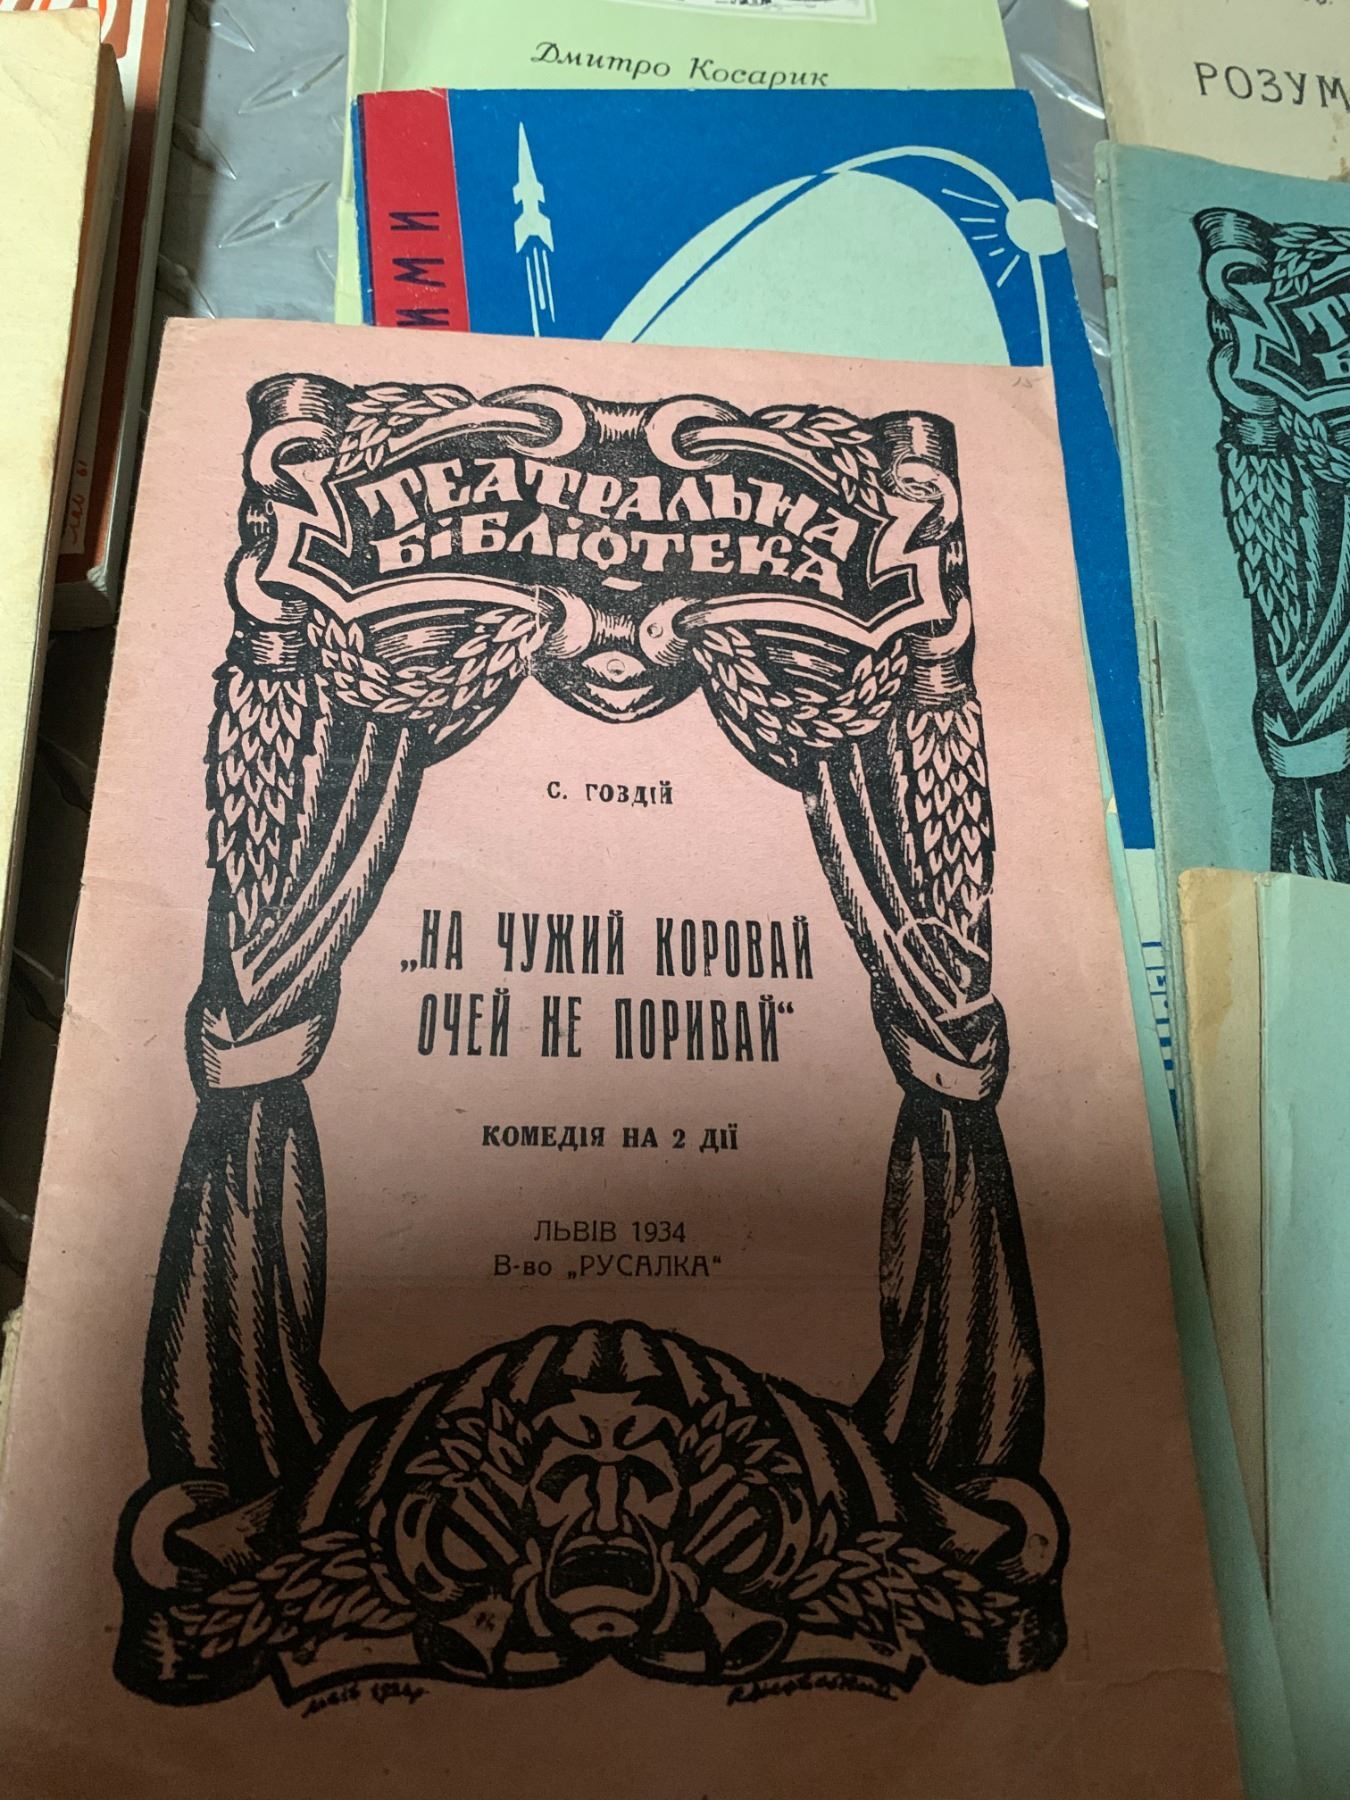 Дмитро Косарик
РОЗУМ
ИМИ
ТЕАТРАЛЬНА
БІБЛІОТЕКА
С. ГОЗДІЙ
„НА ЧУЖИЙ КОРОВАЙ
ОЧЕЙ НЕ ПОРИВАЙ“
КОМЕДІЯ НА 2 ДІЇ
ЛЬВІВ 1934
В-во „РУСАЛКА“